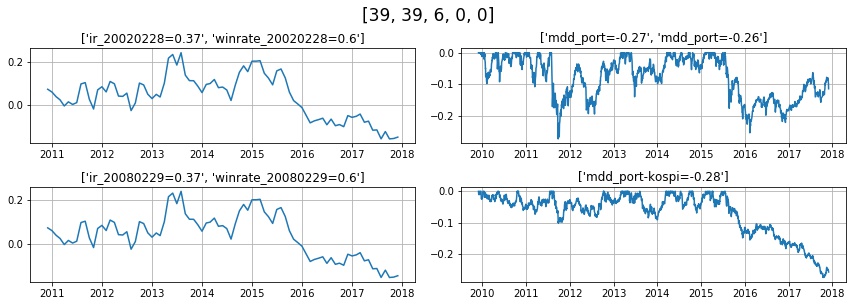 [39, 39, 6, 0, 0]
['ir_20020228=0.37', 'winrate_20020228=0.6']
0.2
0.0
2011 2012 2013 2014 2015 2016 2017 2018
['mdd_port=-0.27', 'mdd_port=-0.26']
0.0
−0.1
−0.2
2010 2011 2012 2013 2014 2015 2016 2017 2018
['ir_20080229=0.37', 'winrate_20080229=0.6']
0.2
0.0
2011 2012 2013 2014 2015 2016 2017 2018
['mdd_port-kospi=-0.28']
0.0
−0.1
−0.2
2010 2011 2012 2013 2014 2015 2016 2017 2018